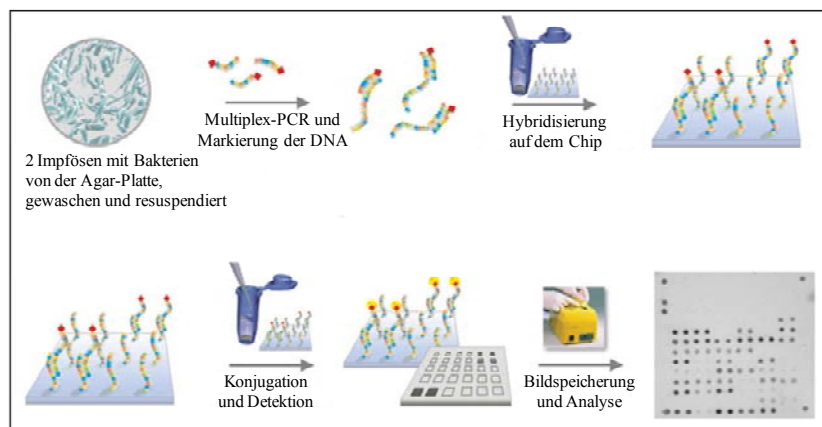 2 Impfösen mit Bakterien
von der Agar-Platte,
gewaschen und resuspendiert
Multiplex-PCR und
Markierung der DNA
Hybridisierung
auf dem Chip
Konjugation
und Detektion
Bildspeicherung
und Analyse